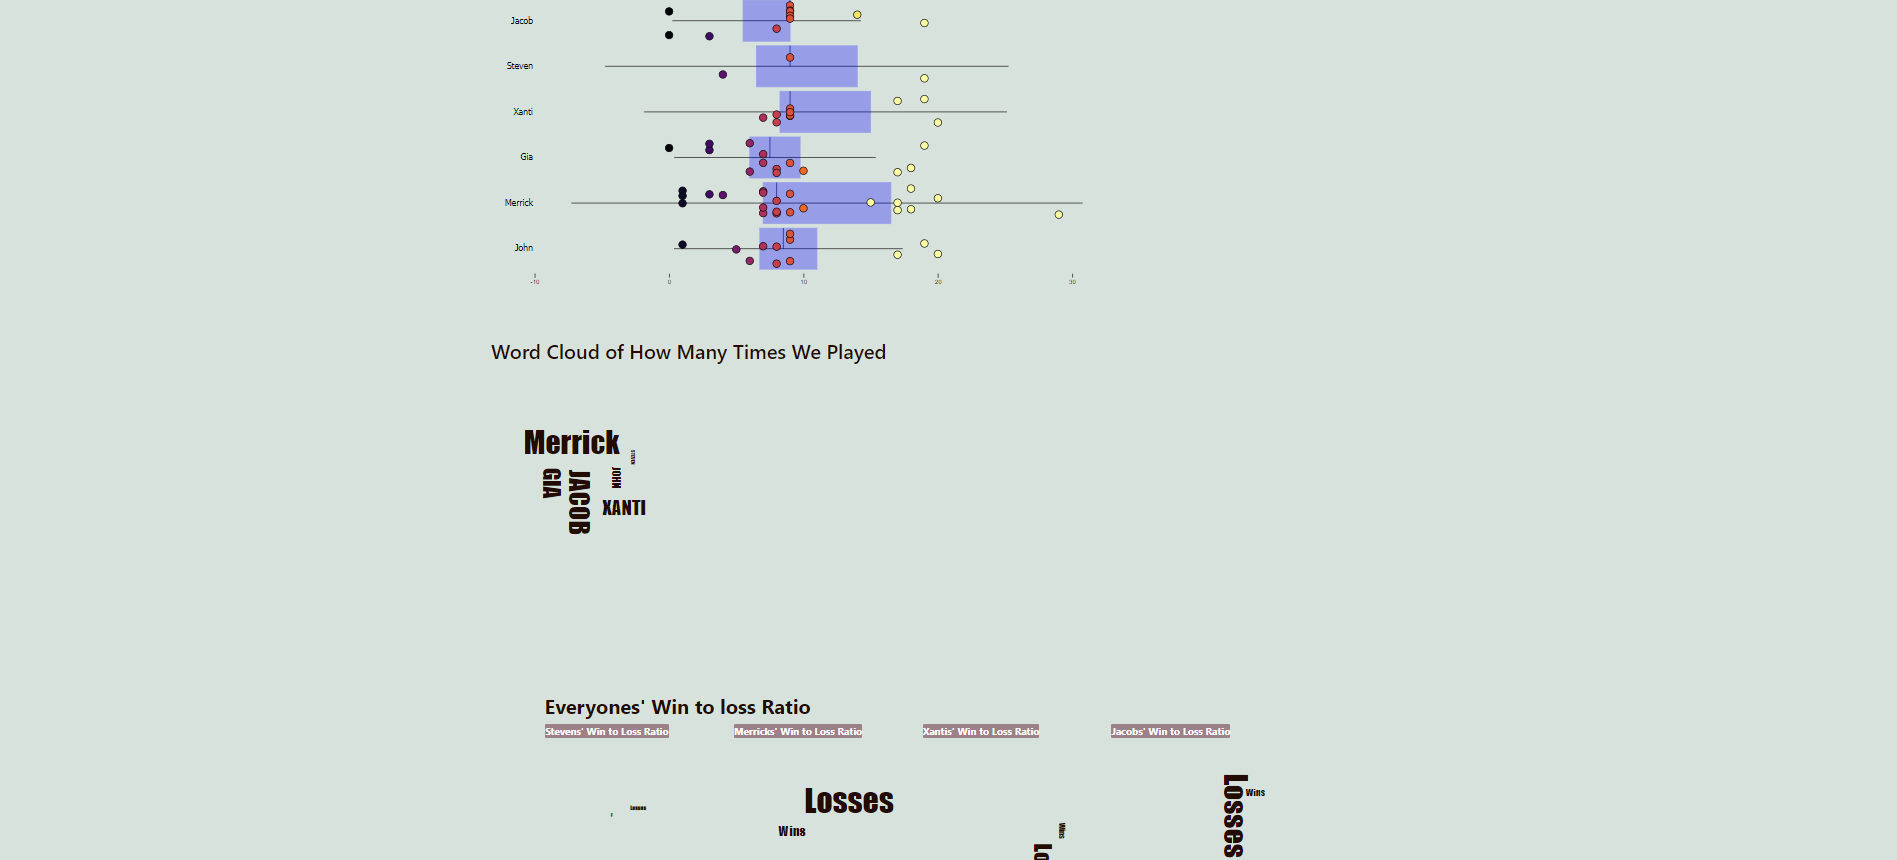 Jacob
Steven
Xanti
Gia
Merrick
John
-10 0 10 20 30
Word Cloud of How Many Times We Played
Merrick
GIA
JACOB
JOHN
XANTI
Everyones' Win to loss Ratio
Stevens' Win to Loss Ratio Merricks' Win to Loss Ratio Xantis' Win to Loss Ratio Jacobs' Win to Loss Ratio
Losses
Losses
Wins
Wins
Lo
Losses
Wins